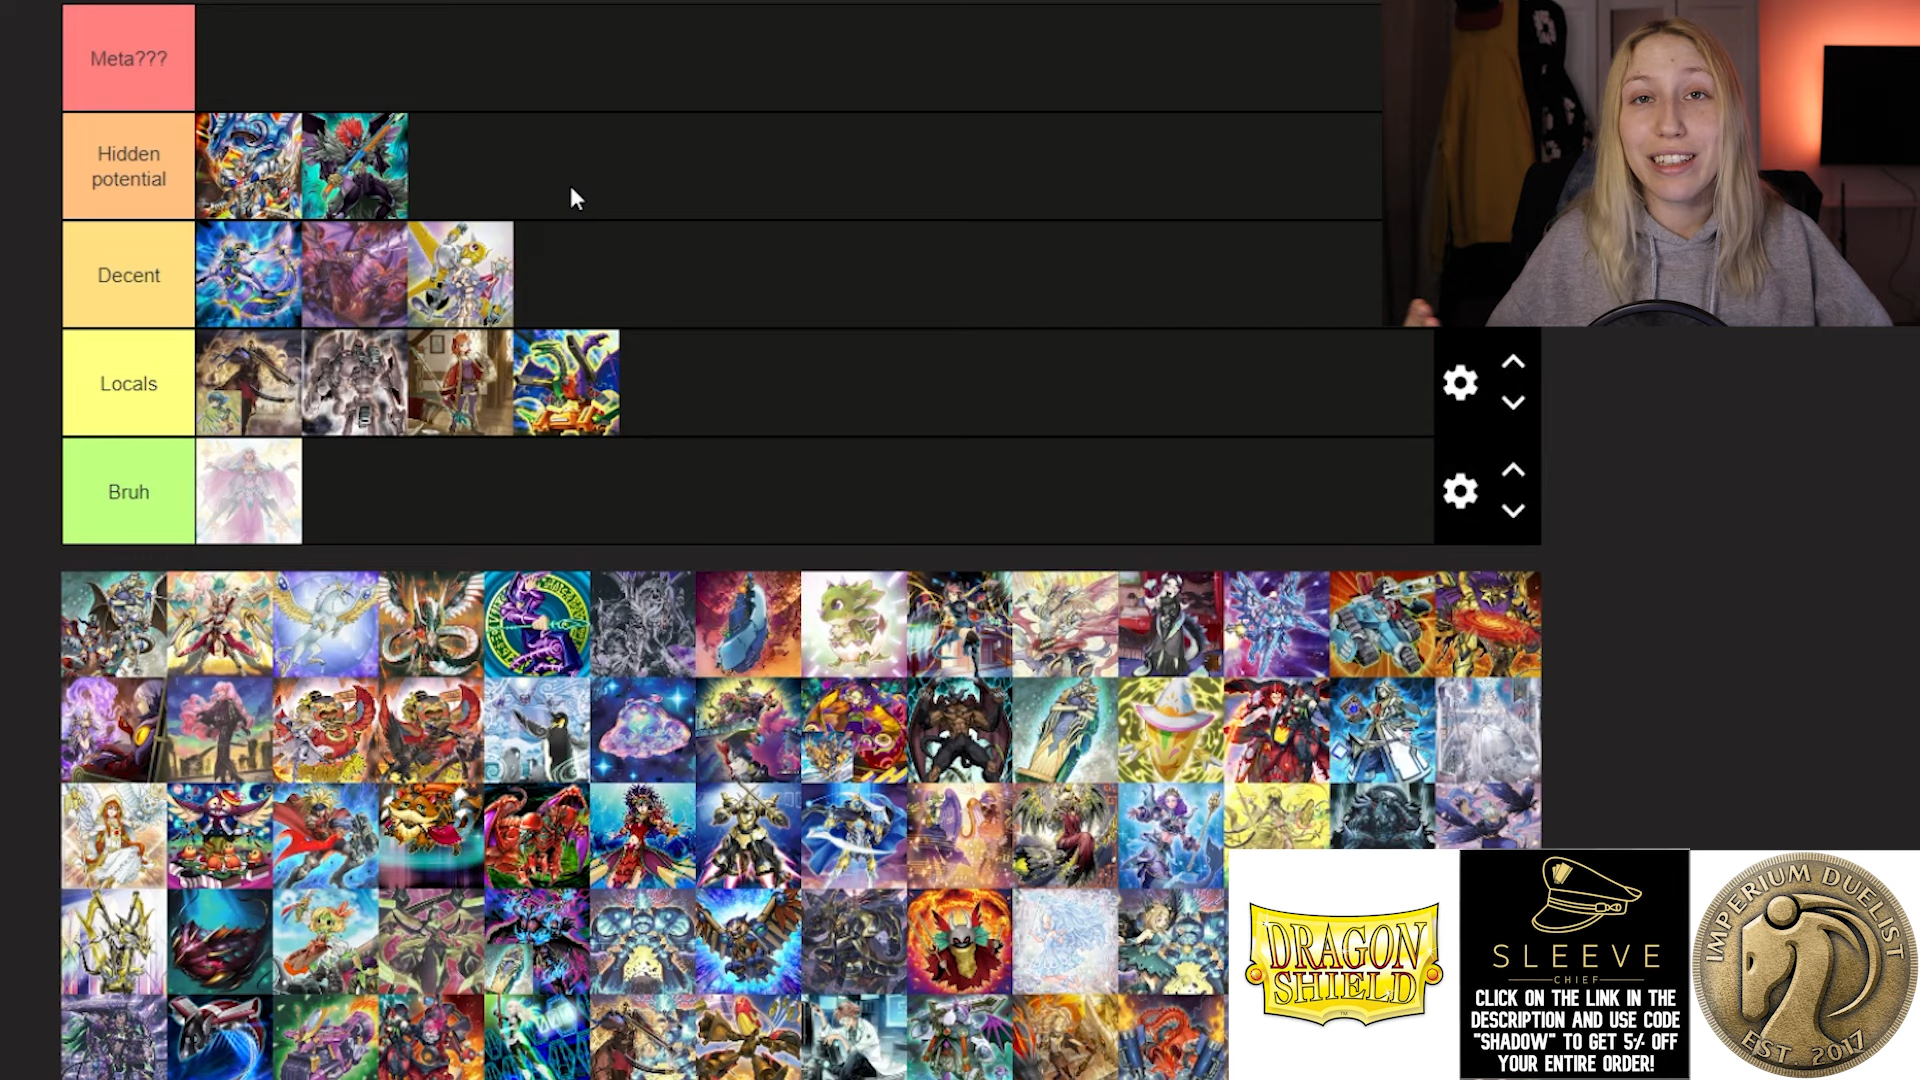 Meta???
Hidden
potential
Decent
Locals
Bruh
DRAGON
SHIELD
TM
SLEEVE
CHIEF
CLICK ON THE LINK IN THE
DESCRIPTION AND USE CODE
"SHADOW" TO GET 5% OFF
YOUR ENTIRE ORDER!
IMPERIUM DUELIST
EST. 2017